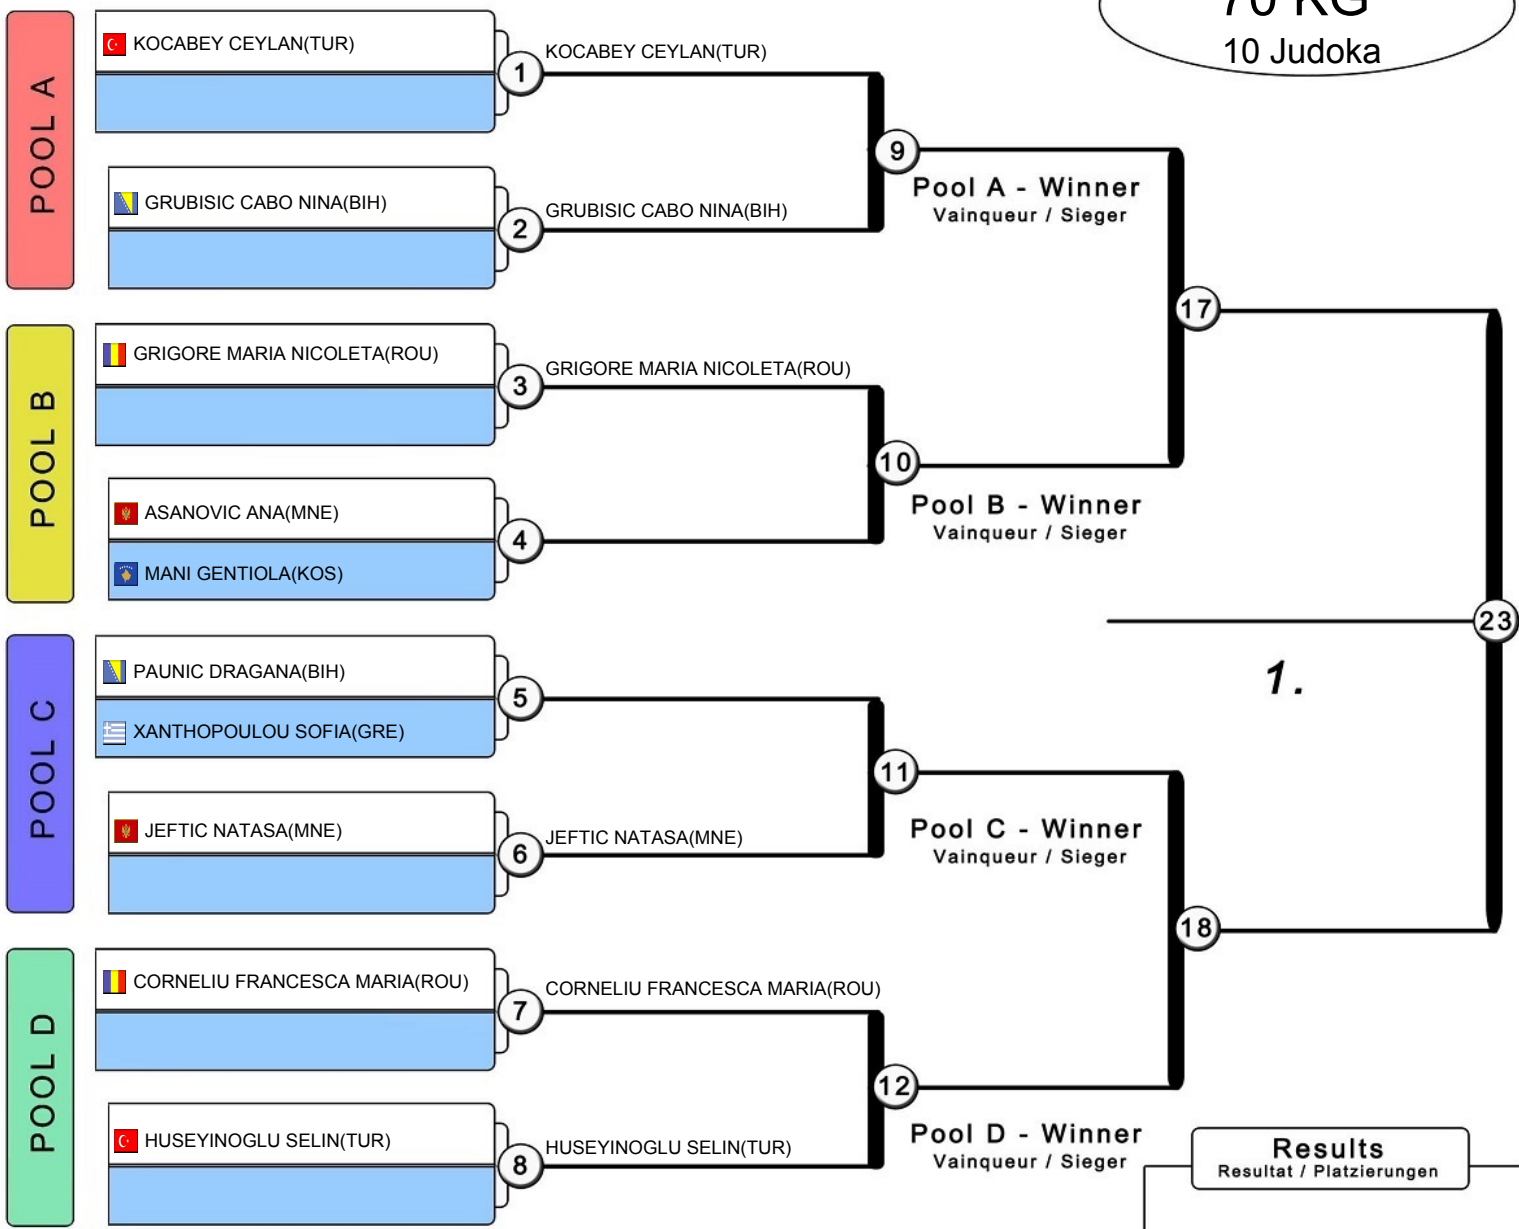 70 KG
10 Judoka
POOL A
KOCABEY CEYLAN(TUR)
1
KOCABEY CEYLAN(TUR)
GRUBISIC CABO NINA(BIH)
2
GRUBISIC CABO NINA(BIH)
9
Pool A - Winner
Vainqueur / Sieger
POOL B
GRIGORE MARIA NICOLETA(ROU)
3
GRIGORE MARIA NICOLETA(ROU)
ASANOVIC ANA(MNE)
MANI GENTIOLA(KOS)
4
10
Pool B - Winner
Vainqueur / Sieger
17
POOL C
PAUNIC DRAGANA(BIH)
XANTHOPOULOU SOFIA(GRE)
5
JEFTIC NATASA(MNE)
6
JEFTIC NATASA(MNE)
11
Pool C - Winner
Vainqueur / Sieger
23
1.
POOL D
CORNELIU FRANCESCA MARIA(ROU)
7
CORNELIU FRANCESCA MARIA(ROU)
HUSEYINOGLU SELIN(TUR)
8
HUSEYINOGLU SELIN(TUR)
12
Pool D - Winner
Vainqueur / Sieger
18
Results
Resultat / Platzierungen